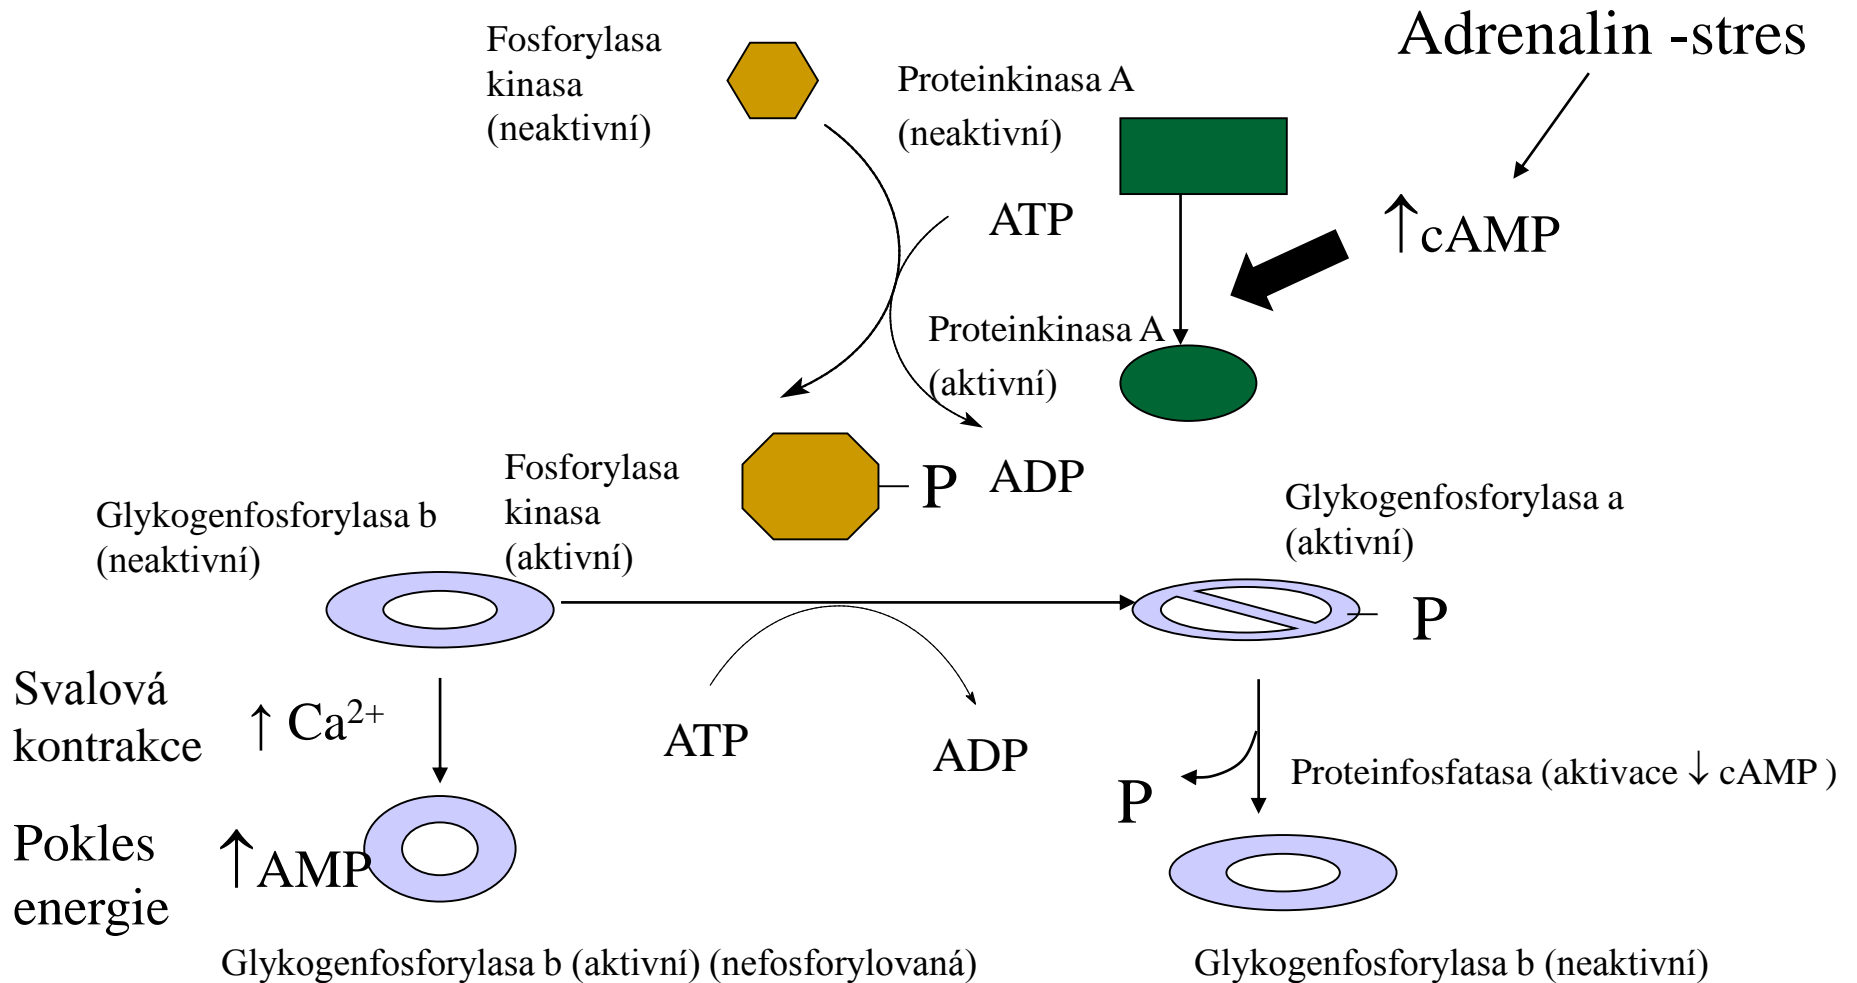 Adrenalin -stres
Fosforylasa
kinasa
(neaktivní)
Proteinkinasa A
(neaktivní)
ATP
↑cAMP
Proteinkinasa A
(aktivní)
Fosforylasa
kinasa
(aktivní)
P
ADP
Glykogenfosforylasa b
(neaktivní)
Glykogenfosforylasa a
(aktivní)
P
Svalová
kontrakce
↑ Ca²⁺
ATP
ADP
P
Proteinfosfatasa (aktivace ↓ cAMP )
Pokles
energie
↑AMP
Glykogenfosforylasa b (aktivní) (nefosforylovaná)
Glykogenfosforylasa b (neaktivní)